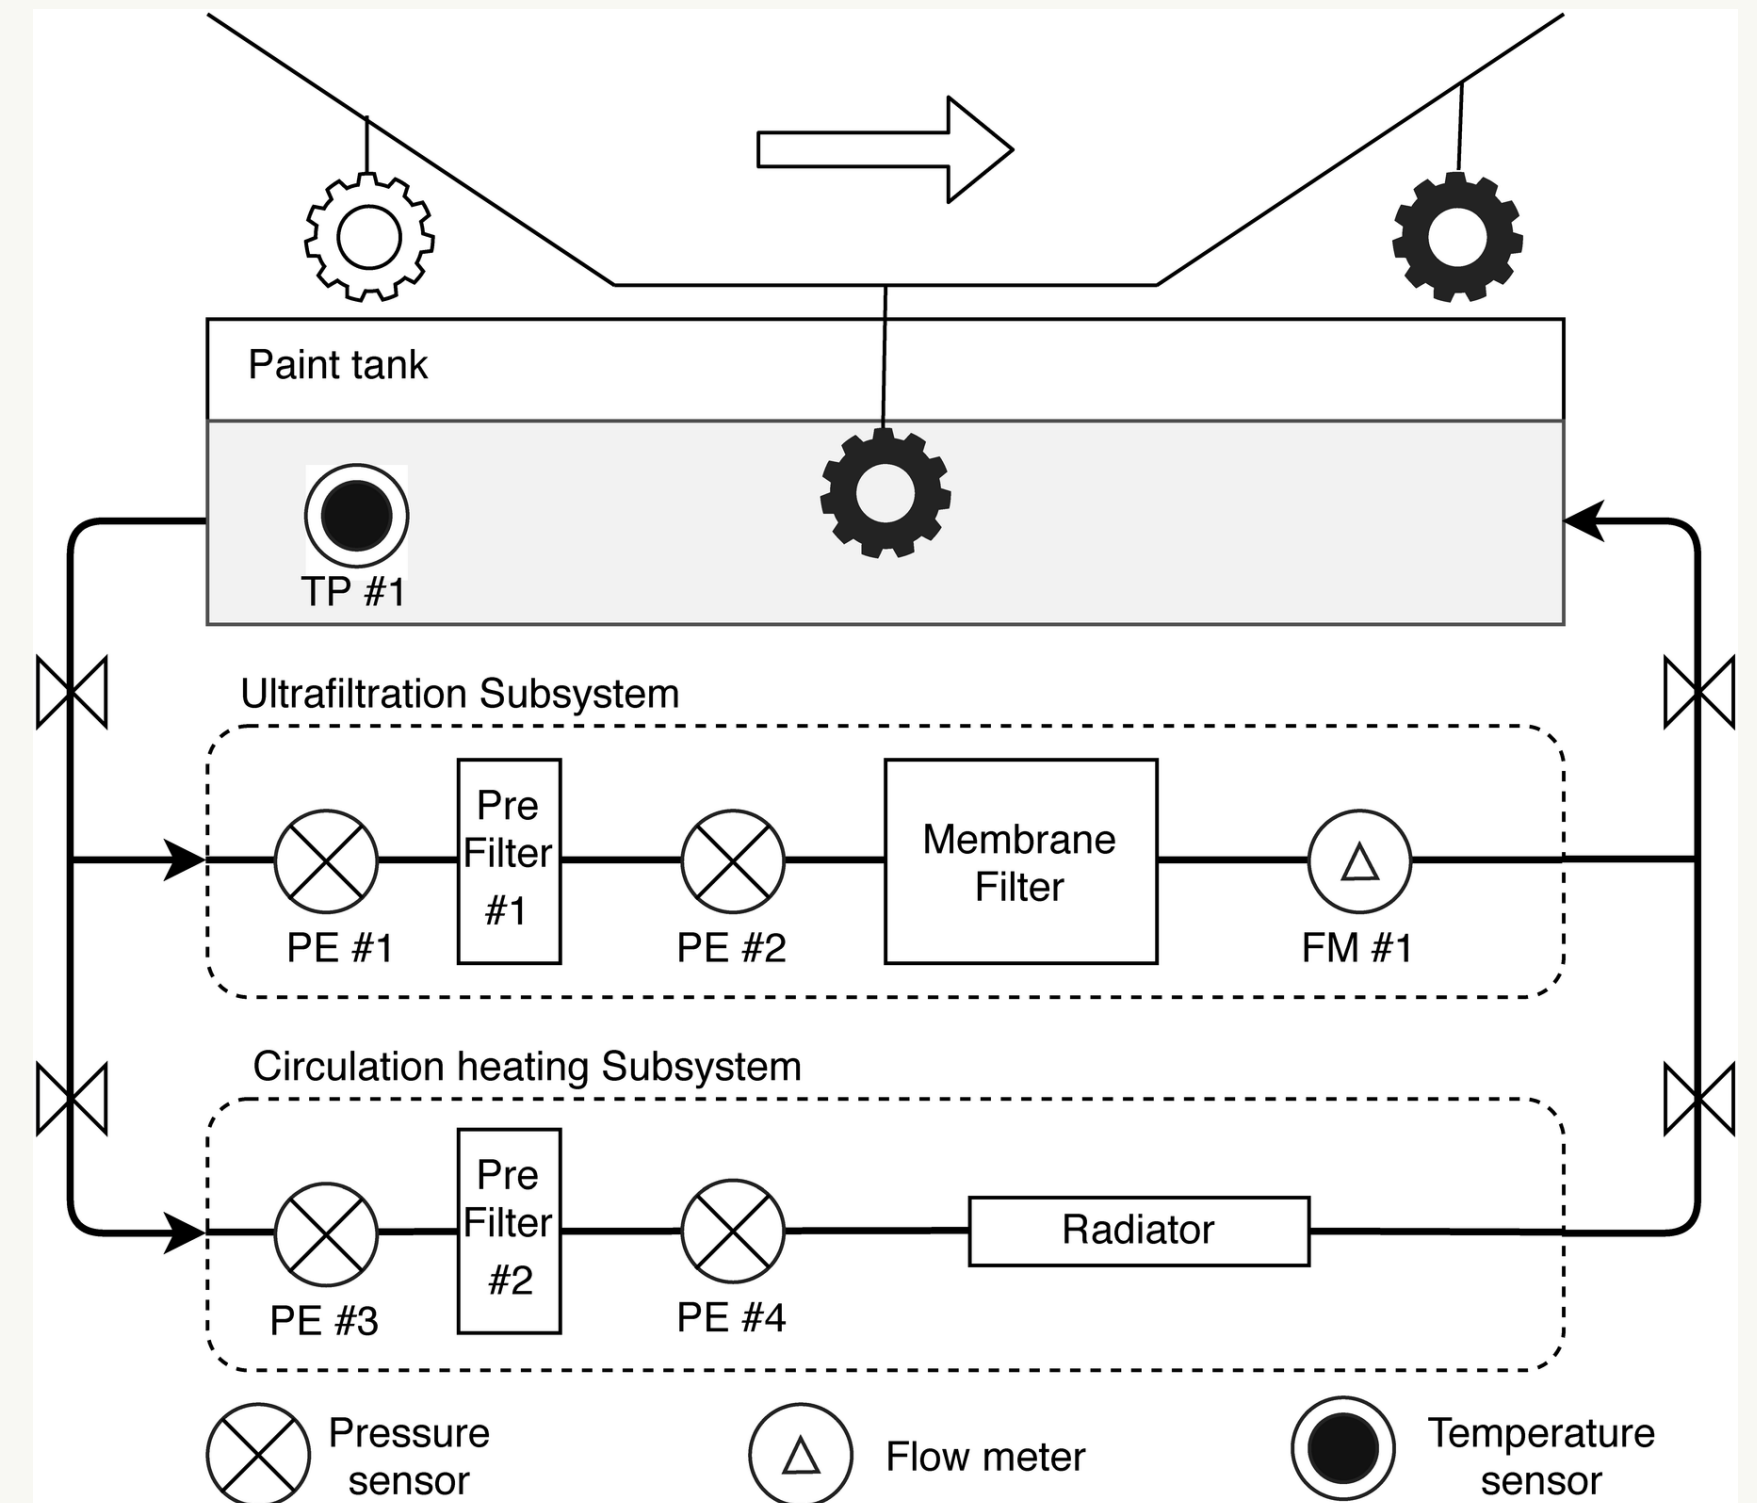 Paint tank
TP #1
Ultrafiltration Subsystem
Pre
Filter
#1
Membrane
Filter
PE #1
PE #2
FM #1
Circulation heating Subsystem
Pre
Filter
#2
Radiator
PE #3
PE #4
Pressure
sensor
Flow meter
Temperature
sensor